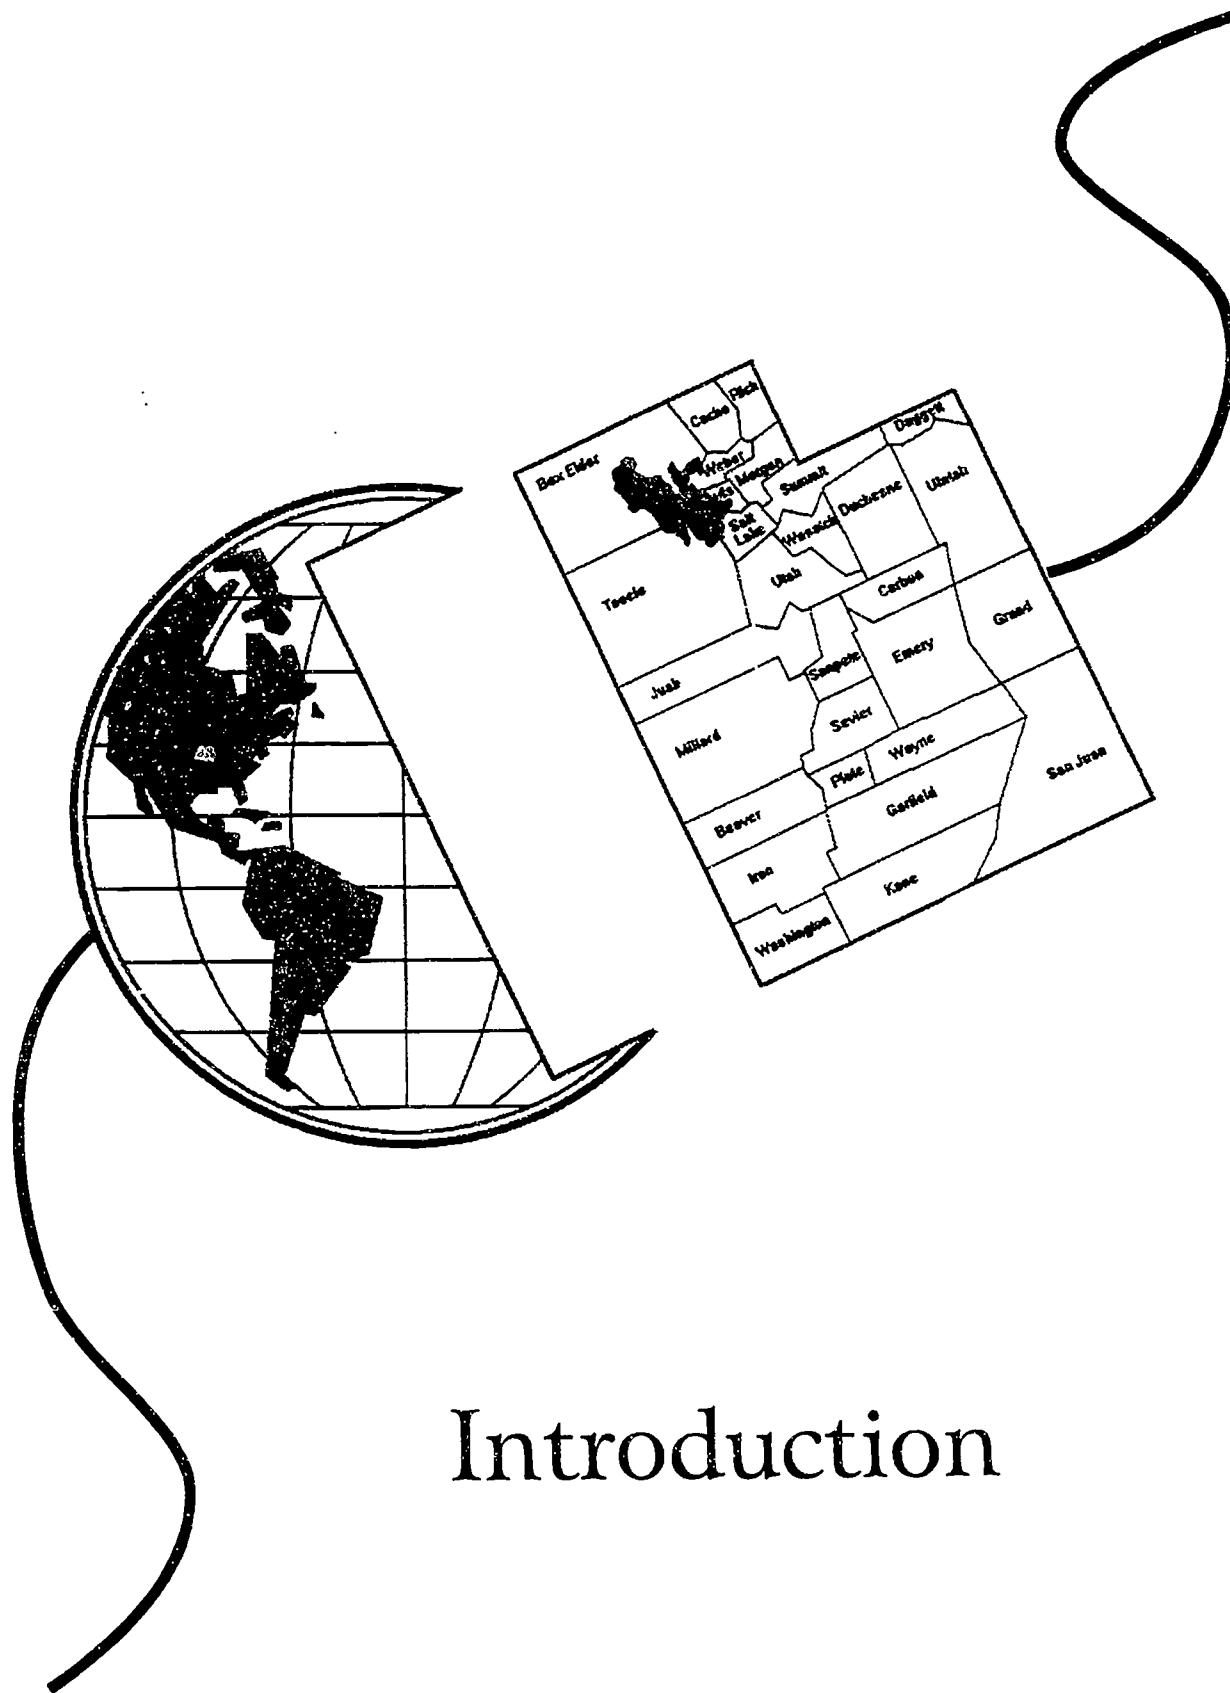 Rich
Cache
Box Elder
Weber
Morgan
Daggett
Summit
Uintah
Duchesne
Salt
Lake
Wasatch
Utah
Tooele
Carbon
Grand
Emery
Sanpete
Juab
Sevier
Millard
Wayne
Piute
San Juan
Garfield
Beaver
Iron
Kane
Washington
Introduction